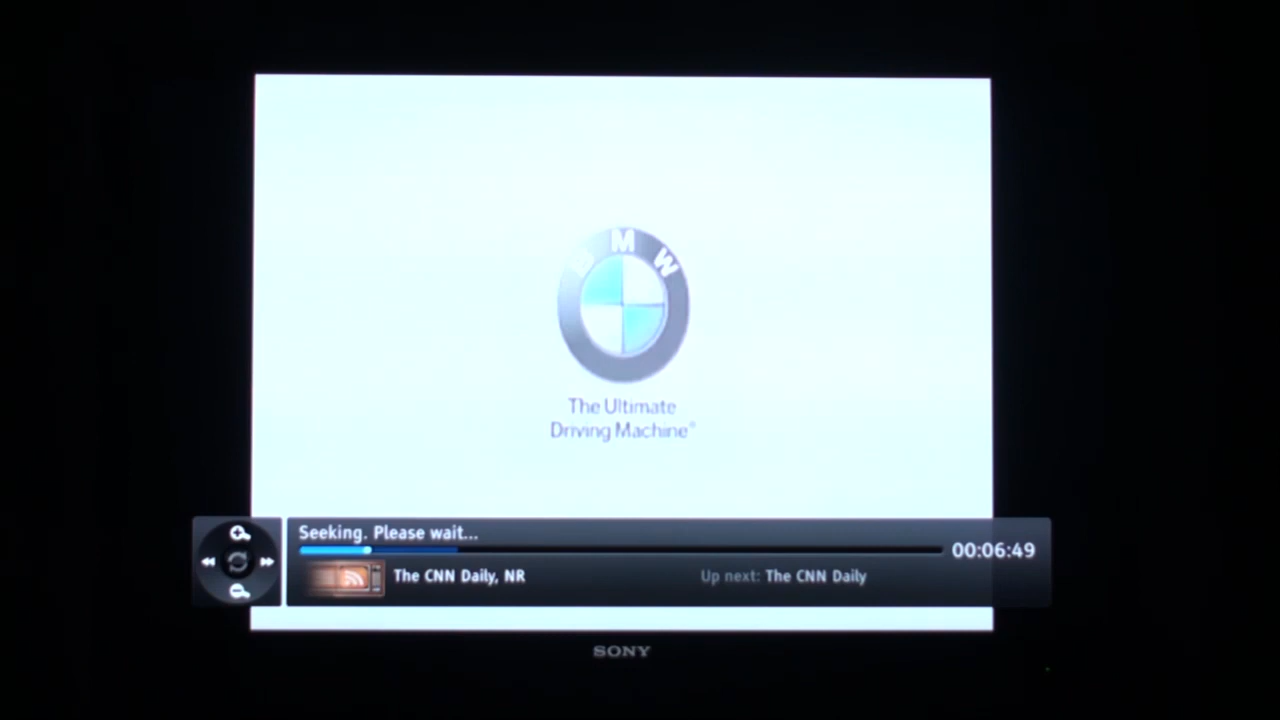 BMW
The Ultimate
Driving Machine®
Seeking. Please wait...
00:06:49
The CNN Daily, NR
Up next: The CNN Daily
SONY